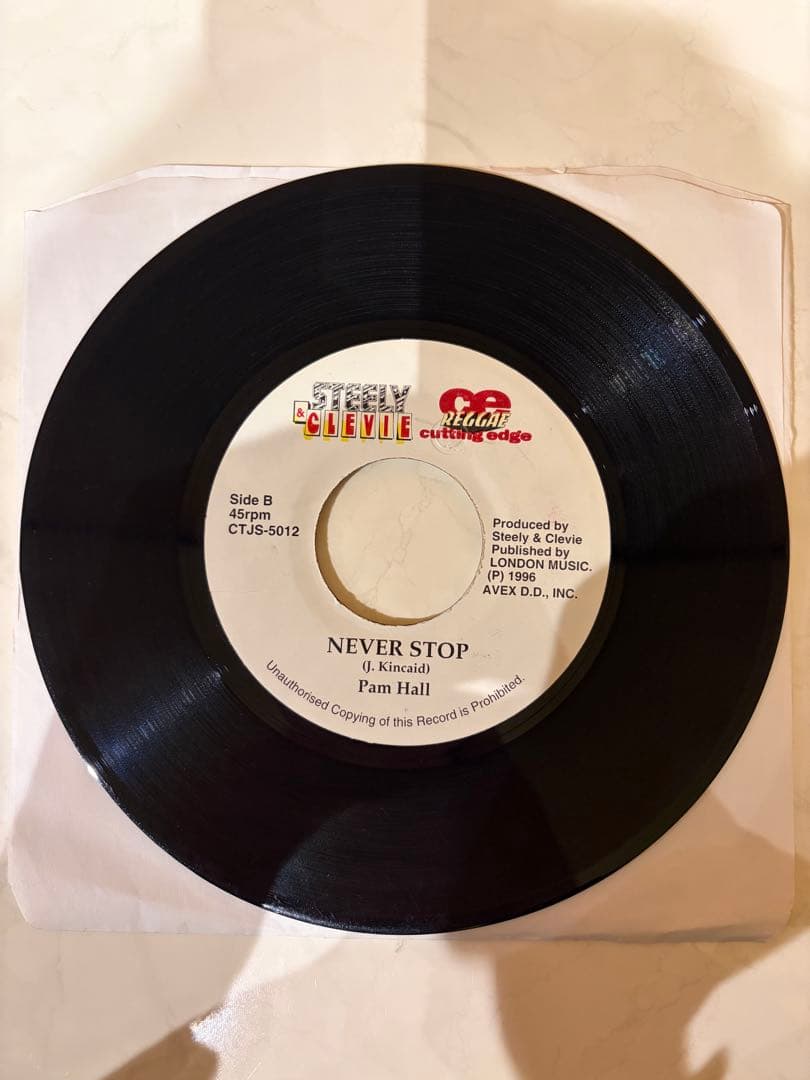 STEELY
& CLEVIE
ce
REGGAE
cutting edge
Side B
45rpm
CTJS-5012
Produced by
Steely & Clevie
Published by
LONDON MUSIC.
(P) 1996
AVEX D.D., INC.
NEVER STOP
(J. Kincaid)
Pam Hall
Unauthorised Copying of this Record is Prohibited.